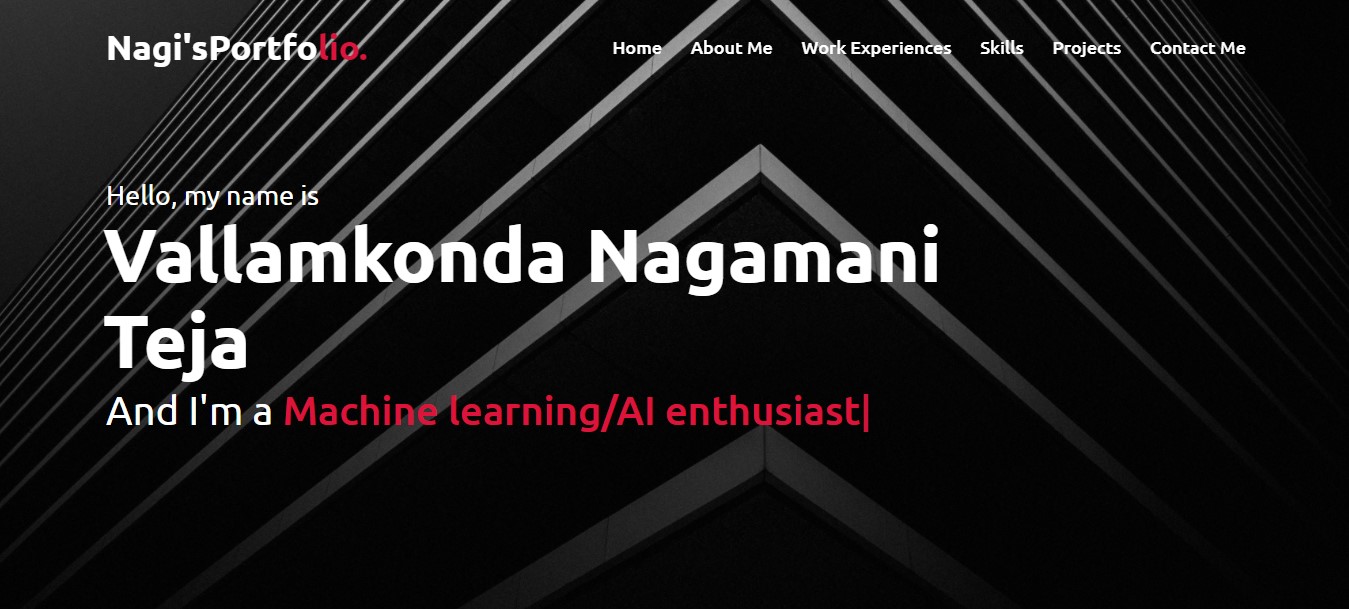 Nagi'sPortfolio.
Home About Me Work Experiences Skills Projects Contact Me
Hello, my name is
Vallamkonda Nagamani
Teja
And I'm a Machine learning/AI enthusiast|